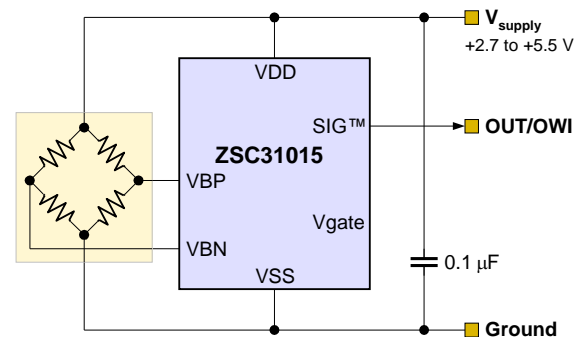 V supply
+2.7 to +5.5 V
VDD
SIG™
OUT/OWI
ZSC31015
VBP
Vgate
VBN
0.1 μF
VSS
Ground